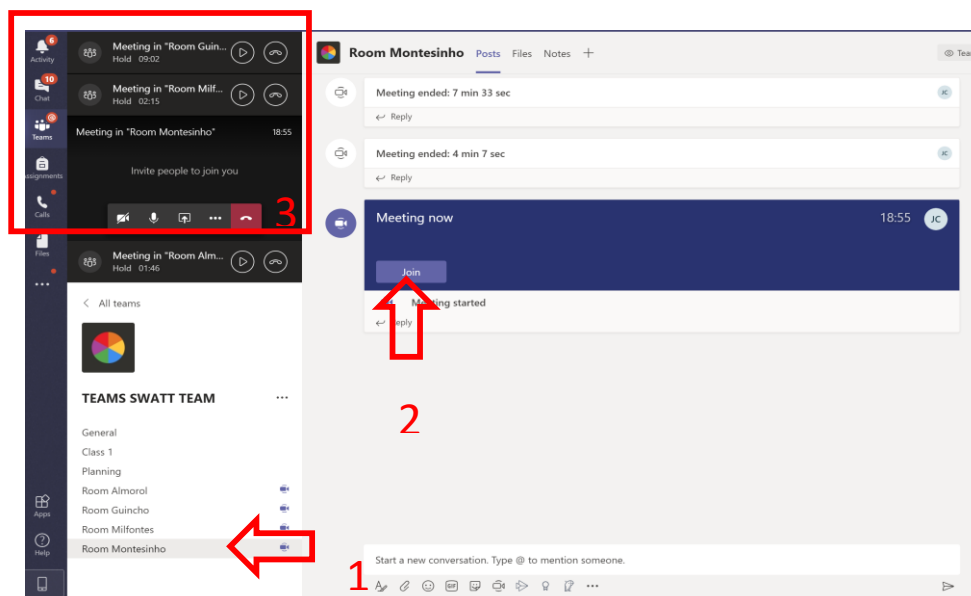 6
Activity
10
Chat
Teams
ssignments
Calls
Files
Apps
Help
Meeting in "Room Guin...
Hold 09:02
Meeting in "Room Milf...
Hold 02:15
Meeting in "Room Montesinho" 18:55
Invite people to join you
3
Meeting in "Room Alm...
Hold 01:46
< All teams
TEAMS SWATT TEAM ...
General
Class 1
Planning
Room Almorol
Room Guincho
Room Milfontes
Room Montesinho
1
Room Montesinho Posts Files Notes +
Tea
Meeting ended: 7 min 33 sec
JC
Reply
Meeting ended: 4 min 7 sec
JC
Reply
Meeting now 18:55 JC
Join
Meeting started
Reply
2
Start a new conversation. Type @ to mention someone.
GIF